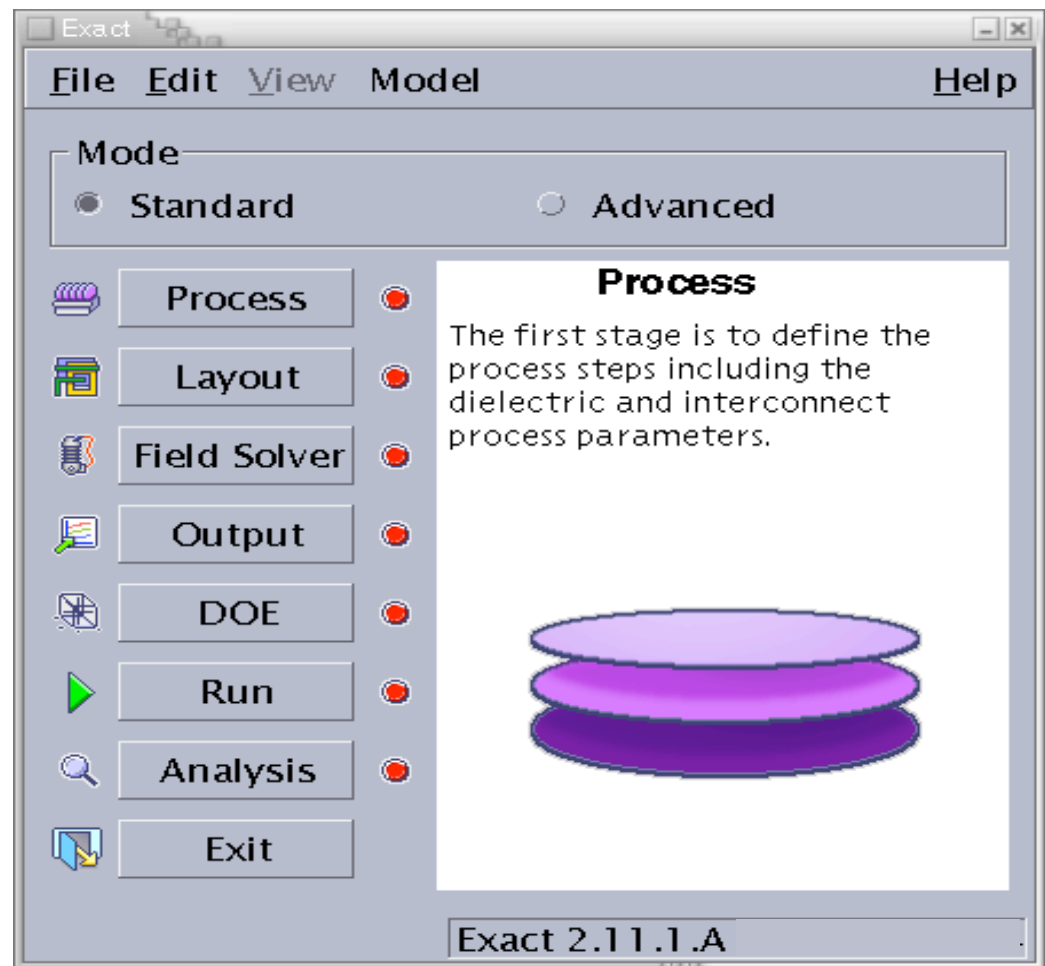 Exact
File Edit View Model Help
Mode
Standard Advanced
Process
Layout
Field Solver
Output
DOE
Run
Analysis
Exit
Process
The first stage is to define the
process steps including the
dielectric and interconnect
process parameters.
Exact 2.11.1.A